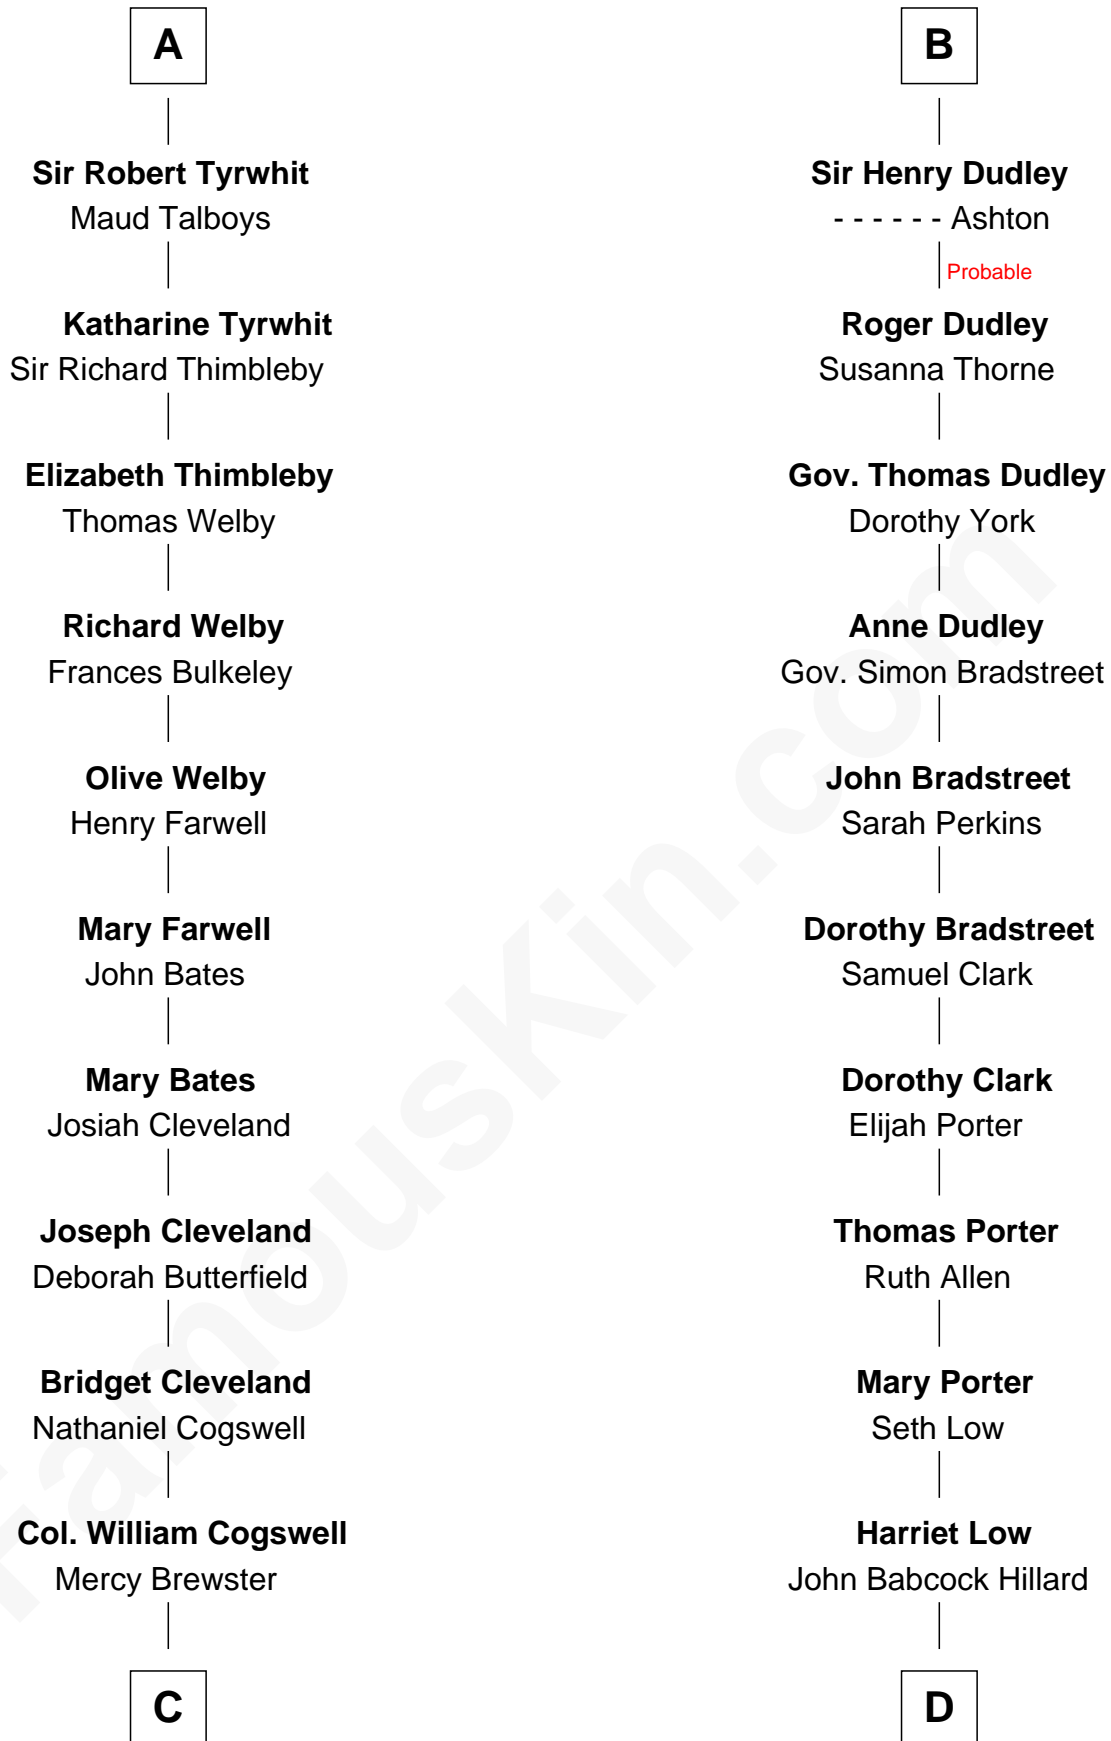 A
Sir Robert Tyrwhit
Maud Talboys
Katharine Tyrwhit
Sir Richard Thimbleby
Elizabeth Thimbleby
Thomas Welby
Richard Welby
Frances Bulkeley
Olive Welby
Henry Farwell
Mary Farwell
John Bates
Mary Bates
Josiah Cleveland
Joseph Cleveland
Deborah Butterfield
Bridget Cleveland
Nathaniel Cogswell
Col. William Cogswell
Mercy Brewster
C
B
Sir Henry Dudley
- - - - - - Ashton
Probable
Roger Dudley
Susanna Thorne
Gov. Thomas Dudley
Dorothy York
Anne Dudley
Gov. Simon Bradstreet
John Bradstreet
Sarah Perkins
Dorothy Bradstreet
Samuel Clark
Dorothy Clark
Elijah Porter
Thomas Porter
Ruth Allen
Mary Porter
Seth Low
Harriet Low
John Babcock Hillard
D
FamousKin.com